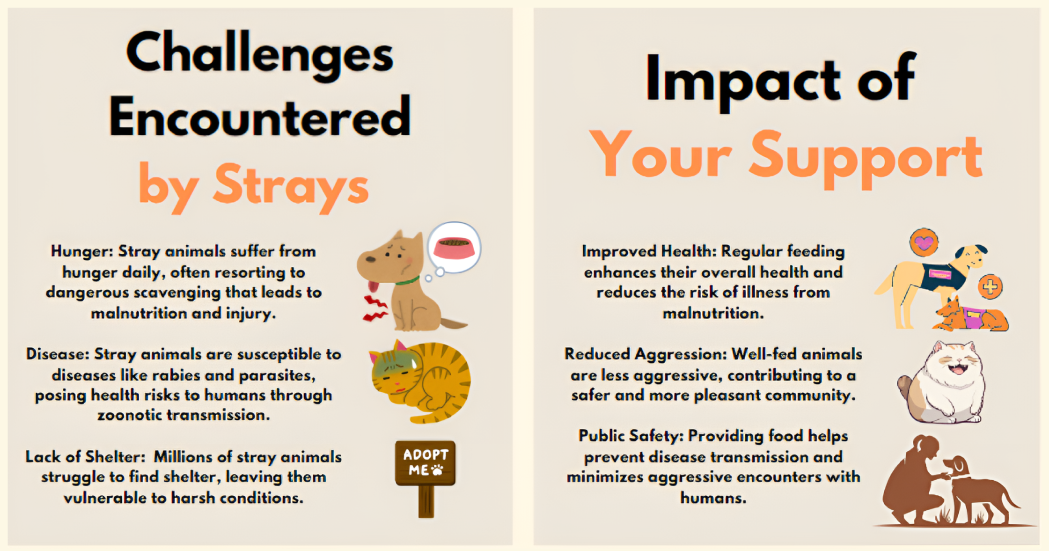 Challenges
Encountered
by Strays
Hunger: Stray animals suffer from
hunger daily, often resorting to
dangerous scavenging that leads to
malnutrition and injury.
Disease: Stray animals are susceptible to
diseases like rabies and parasites,
posing health risks to humans through
zoonotic transmission.
Lack of Shelter: Millions of stray animals
struggle to find shelter, leaving them
vulnerable to harsh conditions.
ADOPT
ME
Impact of
Your Support
Improved Health: Regular feeding
enhances their overall health and
reduces the risk of illness from
malnutrition.
Reduced Aggression: Well-fed animals
are less aggressive, contributing to a
safer and more pleasant community.
Public Safety: Providing food helps
prevent disease transmission and
minimizes aggressive encounters with
humans.